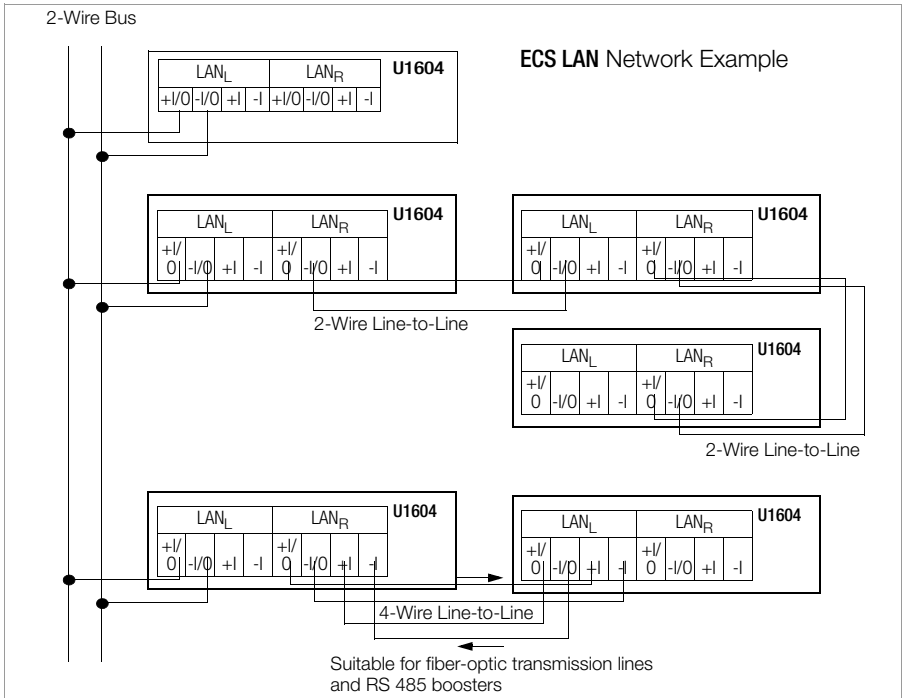 2-Wire Bus
ECS LAN Network Example
LANL LANR U1604
+I/0 -I/0 +I -I +I/0 -I/0 +I -I
LANL LANR U1604
+I/ +I/
0 -I/0 +I -I 0 -I/0 +I -I
LANL LANR U1604
+I/ +I/
0 -I/0 +I -I 0 -I/0 +I -I
2-Wire Line-to-Line
LANL LANR U1604
+I/ +I/
0 -I/0 +I -I 0 -I/0 +I -I
2-Wire Line-to-Line
LANL LANR U1604
+I/ +I/
0 -I/0 +I -I 0 -I/0 +I -I
LANL LANR U1604
+I/ +I/
0 -I/0 +I -I 0 -I/0 +I -I
4-Wire Line-to-Line
Suitable for fiber-optic transmission lines
and RS 485 boosters